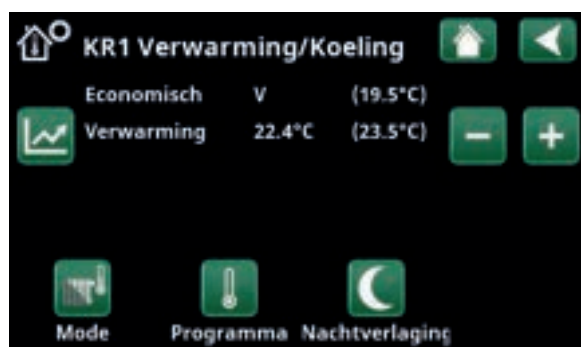 KR1 Verwarming/Koeling
Economisch V (19.5°C)
Verwarming 22.4°C (23.5°C)
Mode Programma Nachtverlaging